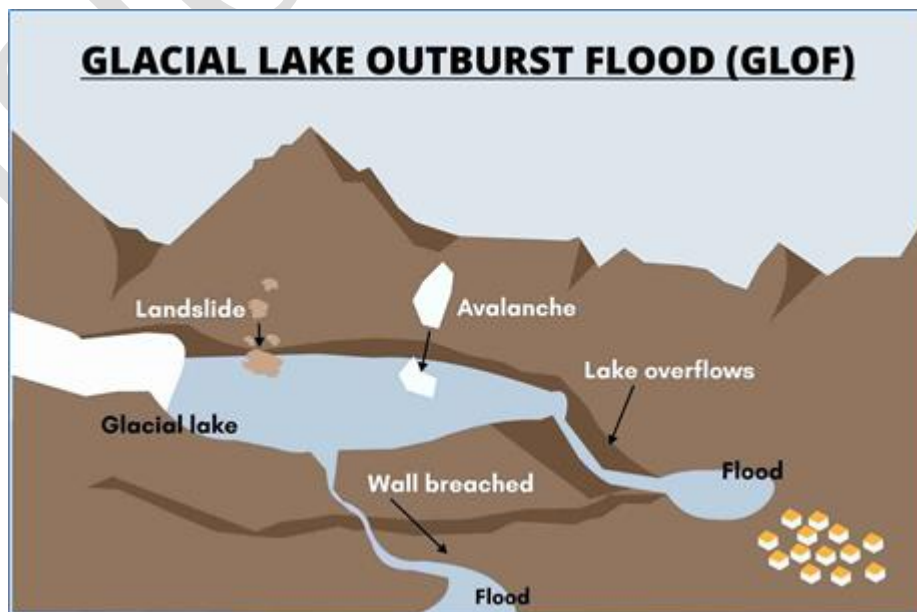 GLACIAL LAKE OUTBURST FLOOD (GLOF)
Landslide
Avalanche
Lake overflows
Glacial lake
Flood
Wall breached
Flood